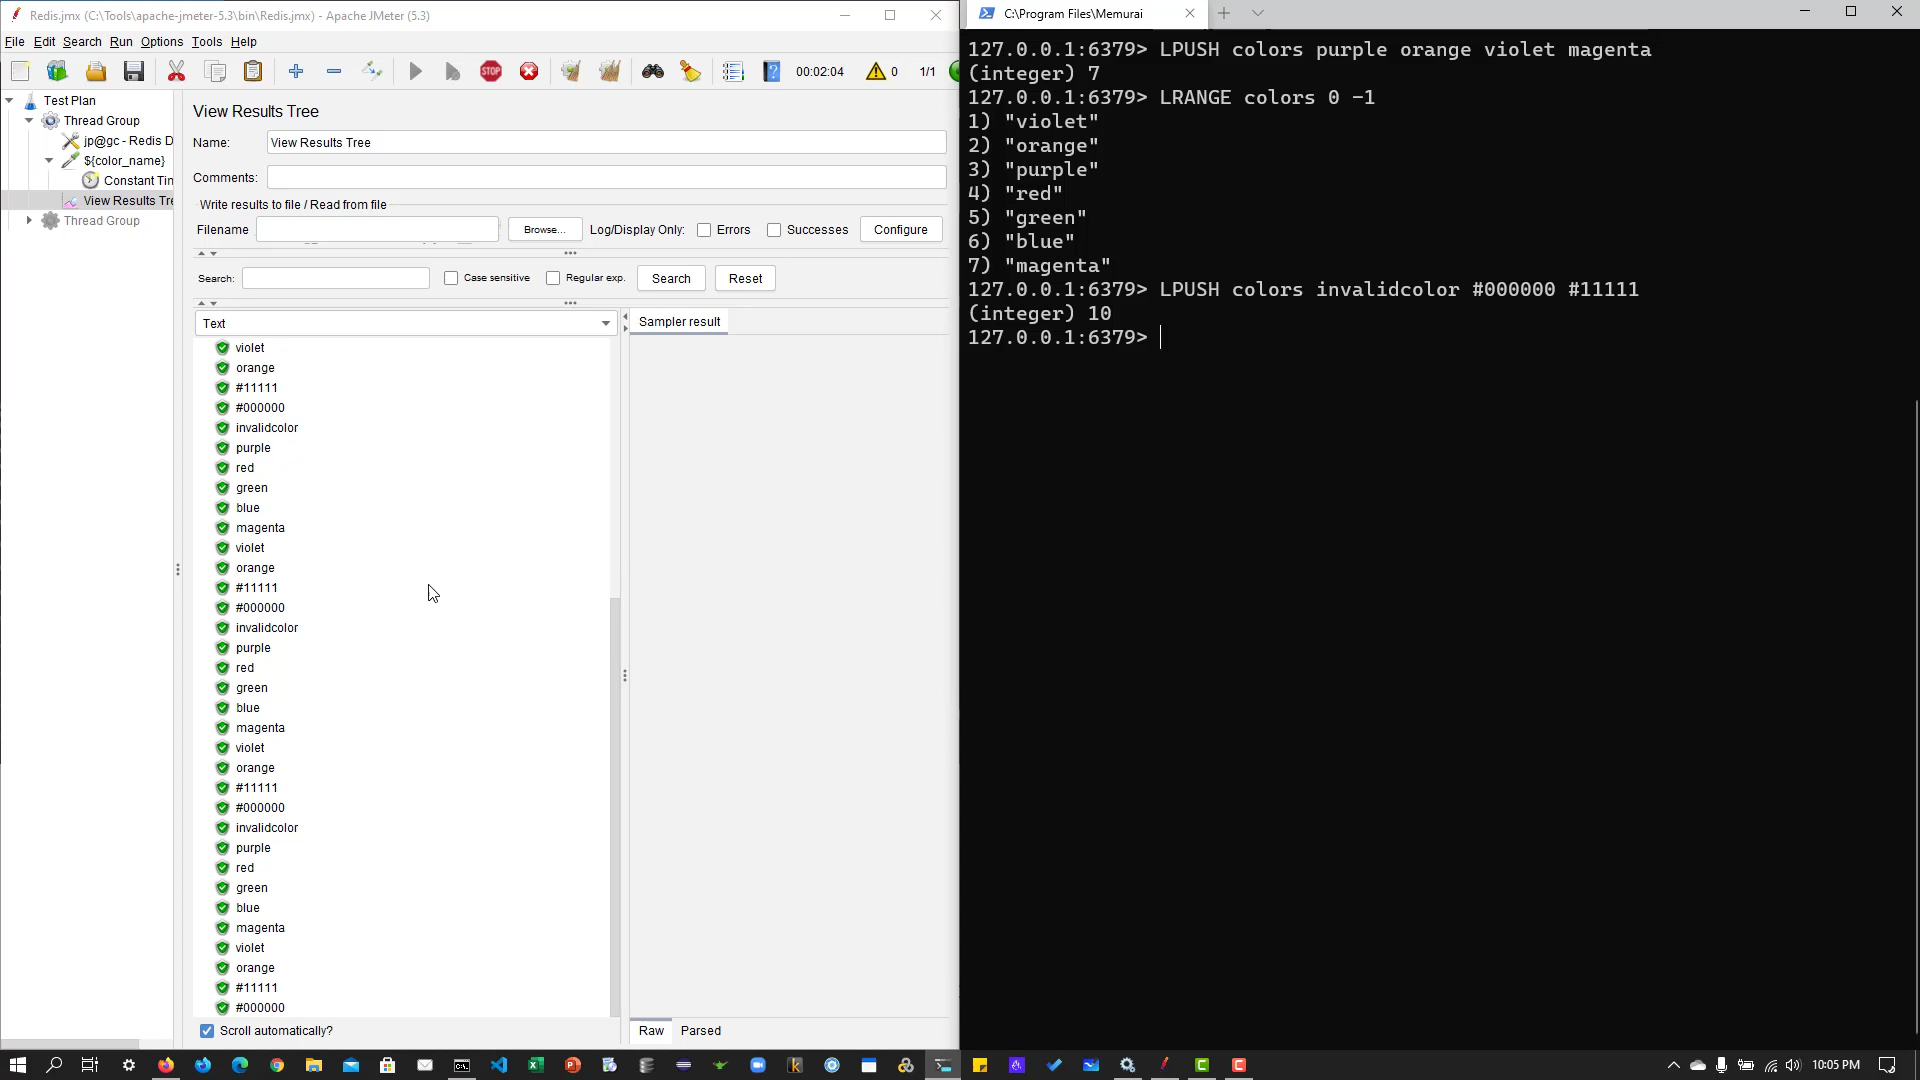 Redis.jmx (C:\Tools\apache-jmeter-5.3\bin\Redis.jmx) - Apache JMeter (5.3)
File Edit Search Run Options Tools Help
00:02:04 0 1/1
Test Plan
Thread Group
jp@gc - Redis D
${color_name}
Constant Tin
View Results Tre
Thread Group
View Results Tree
Name: View Results Tree
Comments:
Write results to file / Read from file
Filename Browse... Log/Display Only: Errors Successes Configure
Search: Case sensitive Regular exp. Search Reset
Text
Sampler result
violet
orange
#11111
#000000
invalidcolor
purple
red
green
blue
magenta
violet
orange
#11111
#000000
invalidcolor
purple
red
green
blue
magenta
violet
orange
#11111
#000000
invalidcolor
purple
red
green
blue
magenta
violet
orange
#11111
#000000
Scroll automatically?
Raw Parsed
C:\Program Files\Memurai
127.0.0.1:6379> LPUSH colors purple orange violet magenta
(integer) 7
127.0.0.1:6379> LRANGE colors 0 -1
1) "violet"
2) "orange"
3) "purple"
4) "red"
5) "green"
6) "blue"
7) "magenta"
127.0.0.1:6379> LPUSH colors invalidcolor #000000 #11111
(integer) 10
127.0.0.1:6379>
10:05 PM